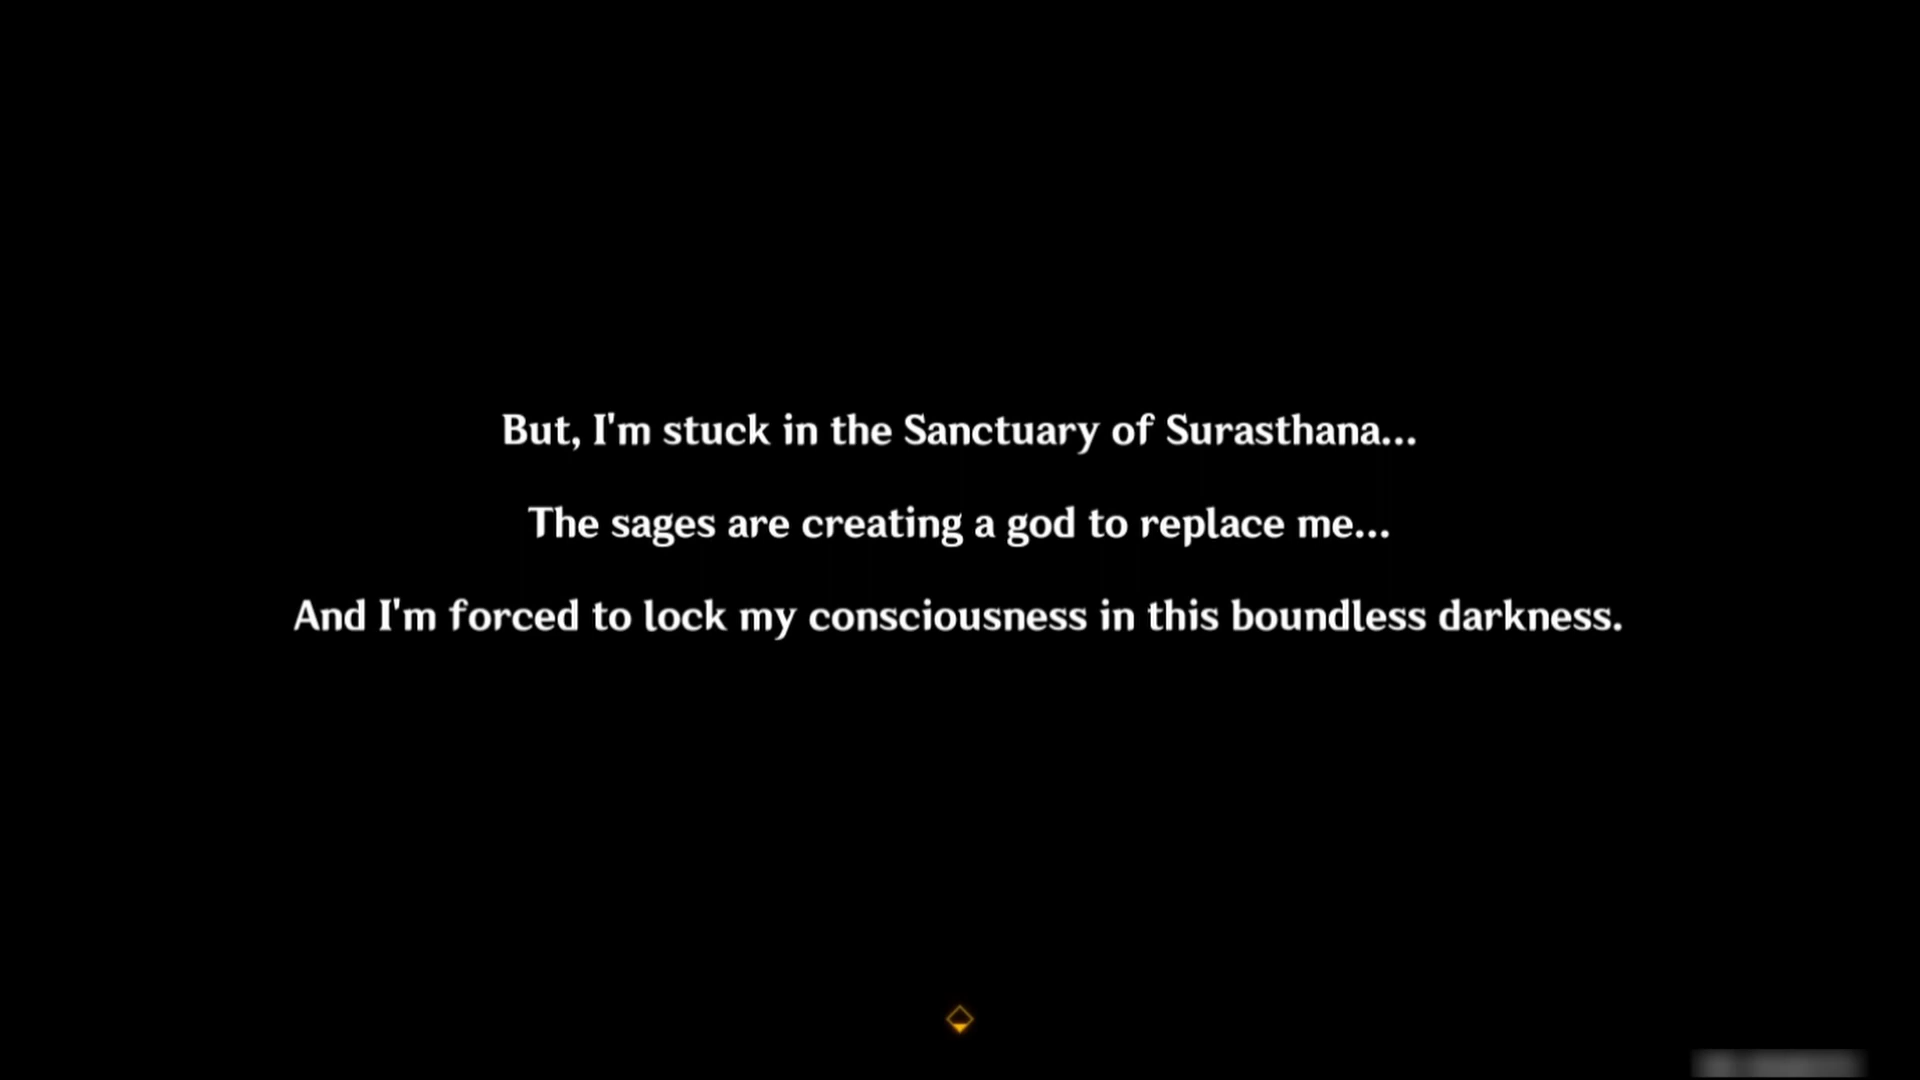 But, I'm stuck in the Sanctuary of Surasthana...
The sages are creating a god to replace me...
And I'm forced to lock my consciousness in this boundless darkness.